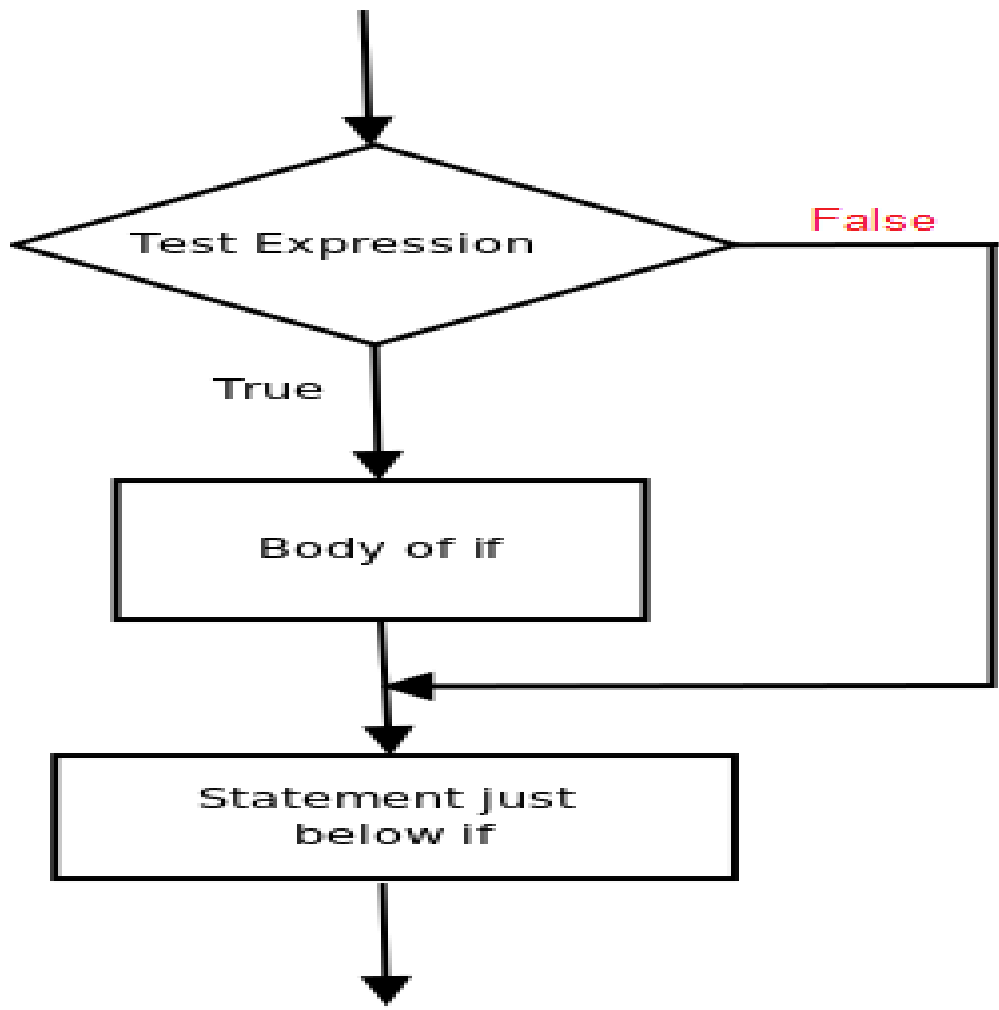 False
Test Expression
True
Body of if
Statement just
below if